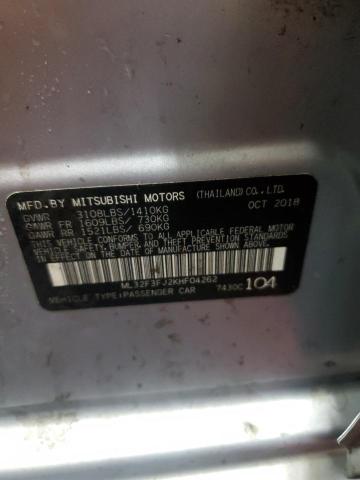 MFD.BY MITSUBISHI MOTORS (THAILAND) CO., LTD.
GVWR 3108LBS/1410KG OCT 2018
GAWR FR 1609LBS/ 730KG
GAWR RR 1521LBS/ 690KG
THIS VEHICLE CONFORMS TO ALL APPLICABLE
FEDERAL MOTOR VEHICLE SAFETY,
BUMPER, AND THEFT PREVENTION STANDARDS
IN EFFECT ON THE DATE OF
MANUFACTURE SHOWN ABOVE.
ML32F3FJ2KHF04262 7430C 104
VEHICLE TYPE:PASSENGER CAR